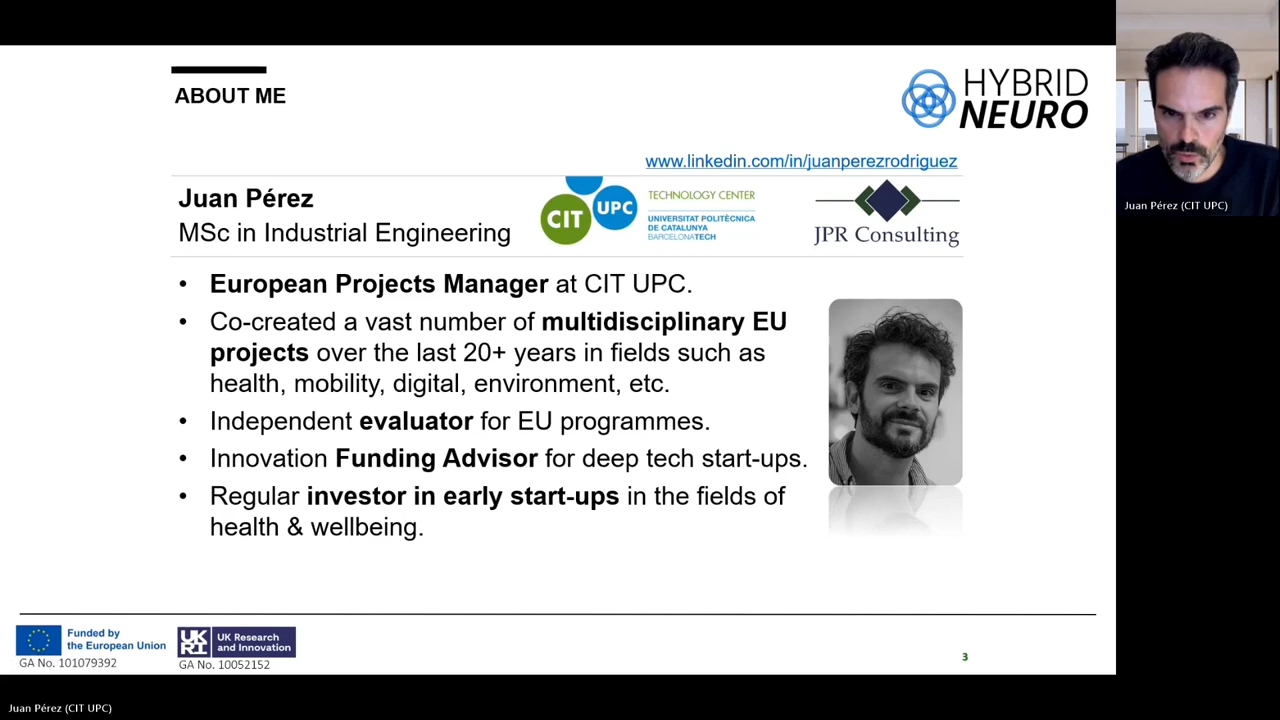 ABOUT ME
HYBRID
NEURO
www.linkedin.com/in/juanperezrodriguez
Juan Pérez
MSc in Industrial Engineering
CIT
UPC
TECHNOLOGY CENTER
UNIVERSITAT POLITÈCNICA
DE CATALUNYA
BARCELONATECH
JPR Consulting
• European Projects Manager at CIT UPC.
• Co-created a vast number of multidisciplinary EU
projects over the last 20+ years in fields such as
health, mobility, digital, environment, etc.
• Independent evaluator for EU programmes.
• Innovation Funding Advisor for deep tech start-ups.
• Regular investor in early start-ups in the fields of
health & wellbeing.
Funded by
the European Union
GA No. 101079392
UK
RI
UK Research
and Innovation
GA No. 10052152
3
Juan Pérez (CIT UPC)
Juan Pérez (CIT UPC)